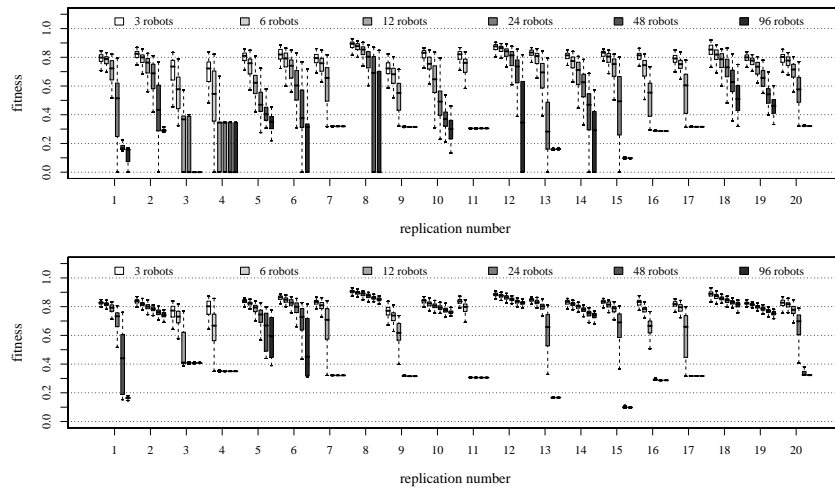 3 robots 6 robots 12 robots 24 robots 48 robots 96 robots
1.0
0.8
0.6
0.4
0.2
0.0
fitness
1 2 3 4 5 6 7 8 9 10 11 12 13 14 15 16 17 18 19 20
replication number
3 robots 6 robots 12 robots 24 robots 48 robots 96 robots
1.0
0.8
0.6
0.4
0.2
0.0
fitness
1 2 3 4 5 6 7 8 9 10 11 12 13 14 15 16 17 18 19 20
replication number